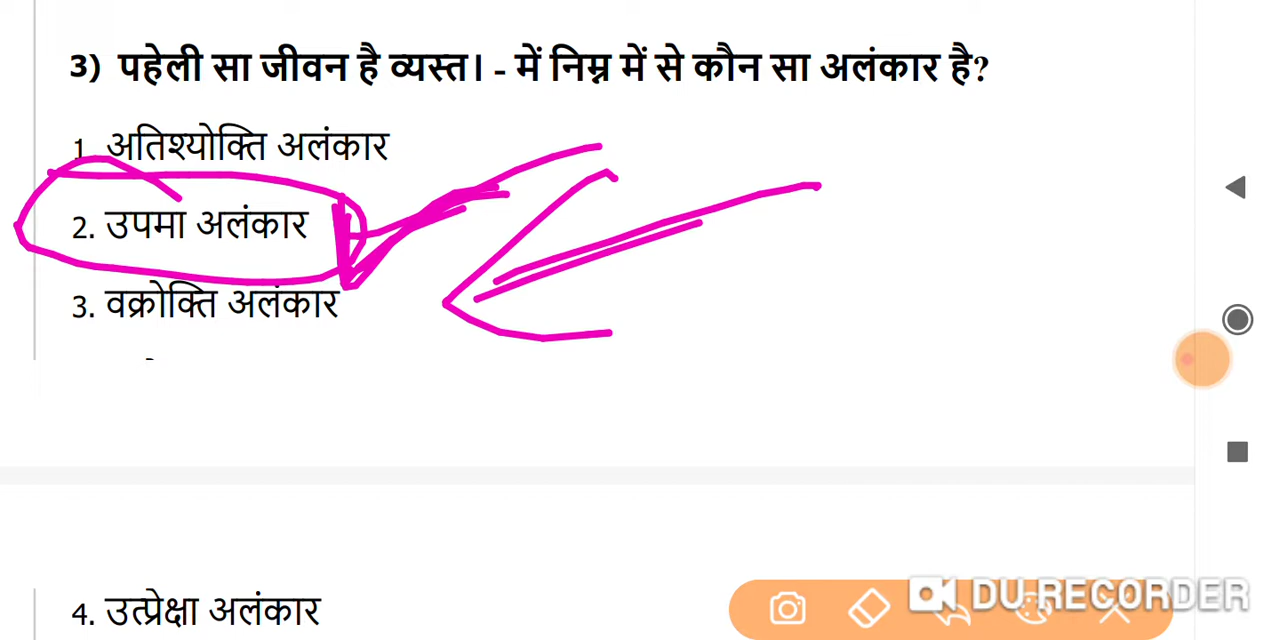 3) पहेली सा जीवन है व्यस्त। - में निम्न में से कौन सा अलंकार है?
1. अतिश्योक्ति अलंकार
2. उपमा अलंकार
3. वक्रोक्ति अलंकार
4. उत्प्रेक्षा अलंकार
DU RECORDER